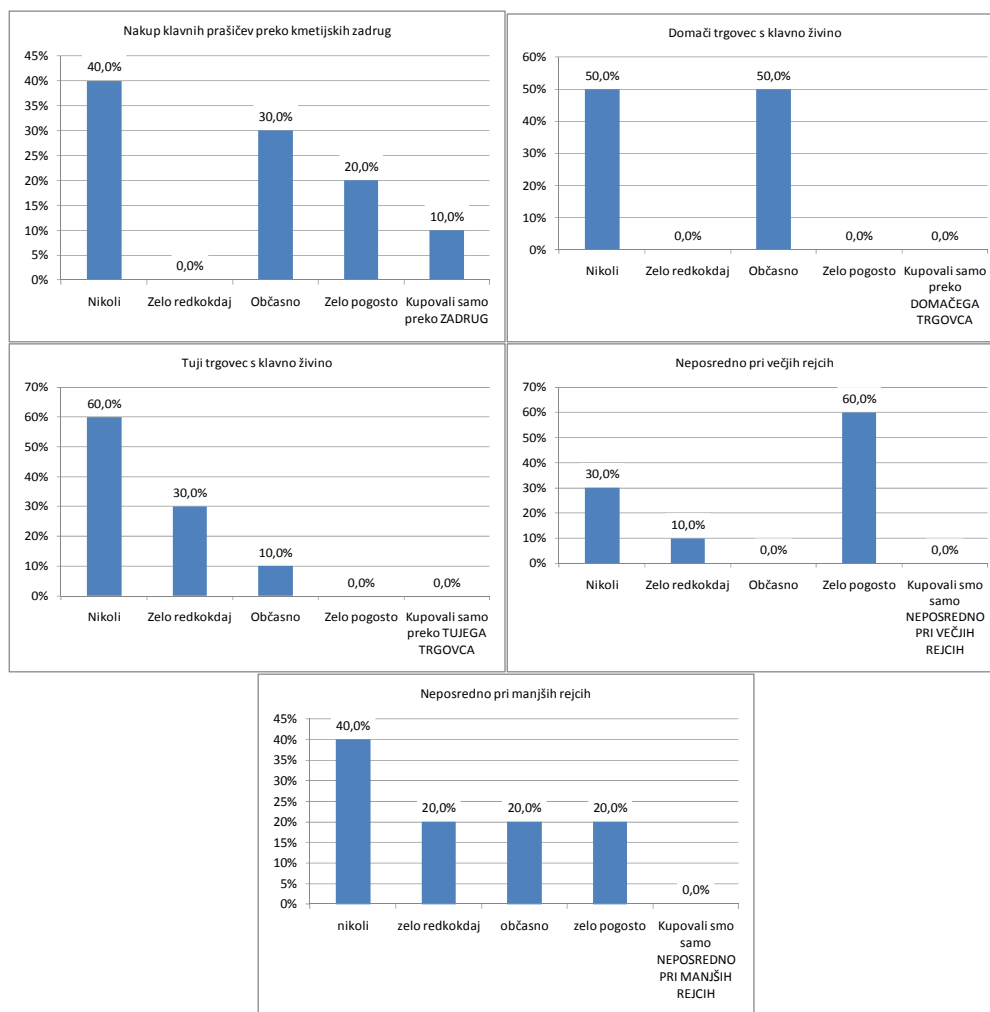 Nakup klavnih prašičev preko kmetijskih zadrug
45%
40%
35%
30%
25%
20%
15%
10%
5%
0%
40,0%
0,0%
30,0%
20,0%
10,0%
Nikoli
Zelo redkokdaj
Občasno
Zelo pogosto
Kupovali samo
preko ZADRUG
Domači trgovec s klavno živino
60%
50%
40%
30%
20%
10%
0%
50,0%
0,0%
50,0%
0,0%
0,0%
Nikoli
Zelo redkokdaj
Občasno
Zelo pogosto
Kupovali samo
preko
DOMAČEGA
TRGOVCA
Tuji trgovec s klavno živino
70%
60%
50%
40%
30%
20%
10%
0%
60,0%
30,0%
10,0%
0,0%
0,0%
Nikoli
Zelo redkokdaj
Občasno
Zelo pogosto
Kupovali samo
preko TUJEGA
TRGOVCA
Neposredno pri večjih rejcih
70%
60%
50%
40%
30%
20%
10%
0%
30,0%
10,0%
0,0%
60,0%
0,0%
Nikoli
Zelo redkokdaj
Občasno
Zelo pogosto
Kupovali smo
samo
NEPOSREDNO
PRI VEČJIH
REJCIH
Neposredno pri manjših rejcih
45%
40%
35%
30%
25%
20%
15%
10%
5%
0%
40,0%
20,0%
20,0%
20,0%
0,0%
nikoli
zelo redkokdaj
občasno
zelo pogosto
Kupovali smo
samo
NEPOSREDNO
PRI MANJŠIH
REJCIH